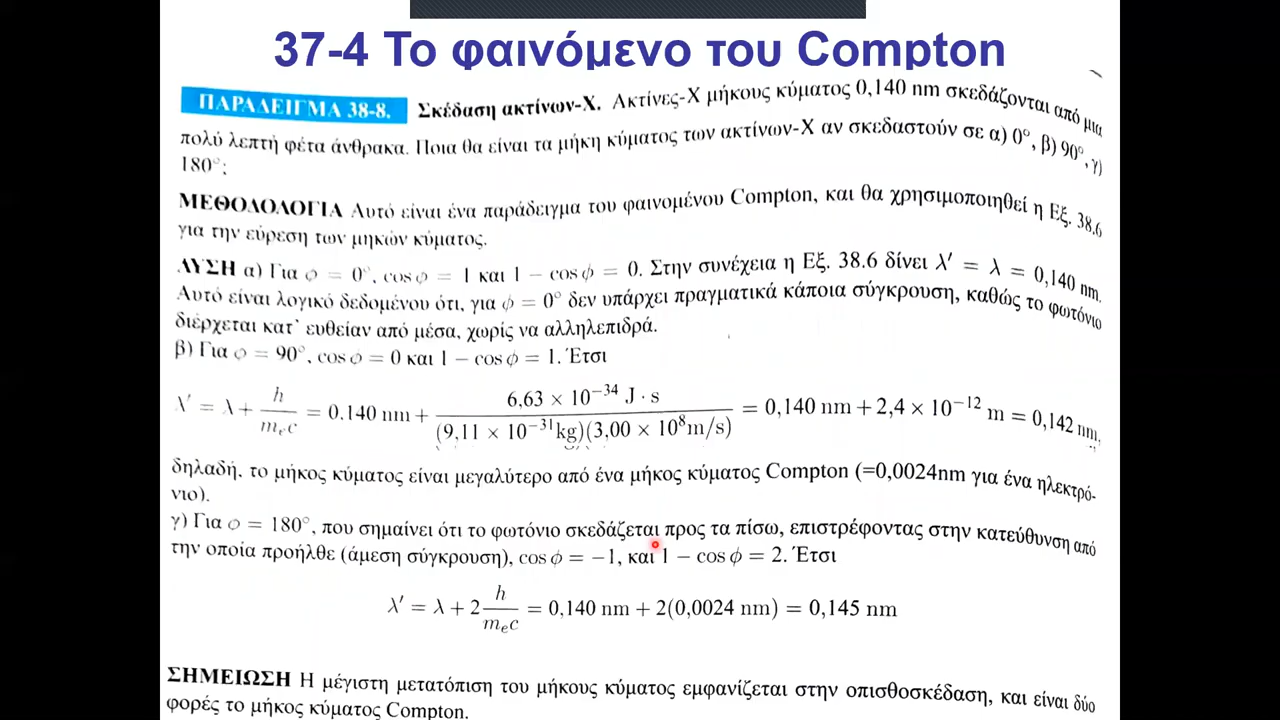 37-4 Το φαινόμενο του Compton
ΠΑΡΑΔΕΙΓΜΑ 38-8. Σκέδαση ακτίνων-Χ. Ακτίνες-Χ μήκους κύματος 0,140 nm σκεδάζονται από μια
πολύ λεπτή φέτα άνθρακα. Ποια θα είναι τα μήκη κύματος των ακτίνων-Χ αν σκεδαστούν σε α) 0°, β) 90°, γ)
180°;
ΜΕΘΟΔΟΛΟΓΙΑ Αυτό είναι ένα παράδειγμα του φαινομένου Compton, και θα χρησιμοποιηθεί η Εξ. 38.6
για την εύρεση των μηκών κύματος.
ΛΥΣΗ α) Για φ = 0°, cos φ = 1 και 1 − cos φ = 0. Στην συνέχεια η Εξ. 38.6 δίνει λ′ = λ = 0,140 nm.
Αυτό είναι λογικό δεδομένου ότι, για φ = 0° δεν υπάρχει πραγματικά κάποια σύγκρουση, καθώς το φωτόνιο
διέρχεται κατ᾽ ευθείαν από μέσα, χωρίς να αλληλεπιδρά.
β) Για φ = 90°, cos φ = 0 και 1 − cos φ = 1. Έτσι
λ′ = λ + h / mₑc = 0.140 nm + 6,63 × 10⁻³⁴ J · s / (9,11 × 10⁻³¹kg)(3,00 × 10⁸m/s) = 0,140 nm + 2,4 × 10⁻¹² m = 0,142 nm,
δηλαδή, το μήκος κύματος είναι μεγαλύτερο από ένα μήκος κύματος Compton (=0,0024nm για ένα ηλεκτρό-
νιο).
γ) Για φ = 180°, που σημαίνει ότι το φωτόνιο σκεδάζεται προς τα πίσω, επιστρέφοντας στην κατεύθυνση από
την οποία προήλθε (άμεση σύγκρουση), cos φ = −1, και 1 − cos φ = 2. Έτσι
λ′ = λ + 2 h / mₑc = 0,140 nm + 2(0,0024 nm) = 0,145 nm
ΣΗΜΕΙΩΣΗ Η μέγιστη μετατόπιση του μήκους κύματος εμφανίζεται στην οπισθοσκέδαση, και είναι δύο
φορές το μήκος κύματος Compton.